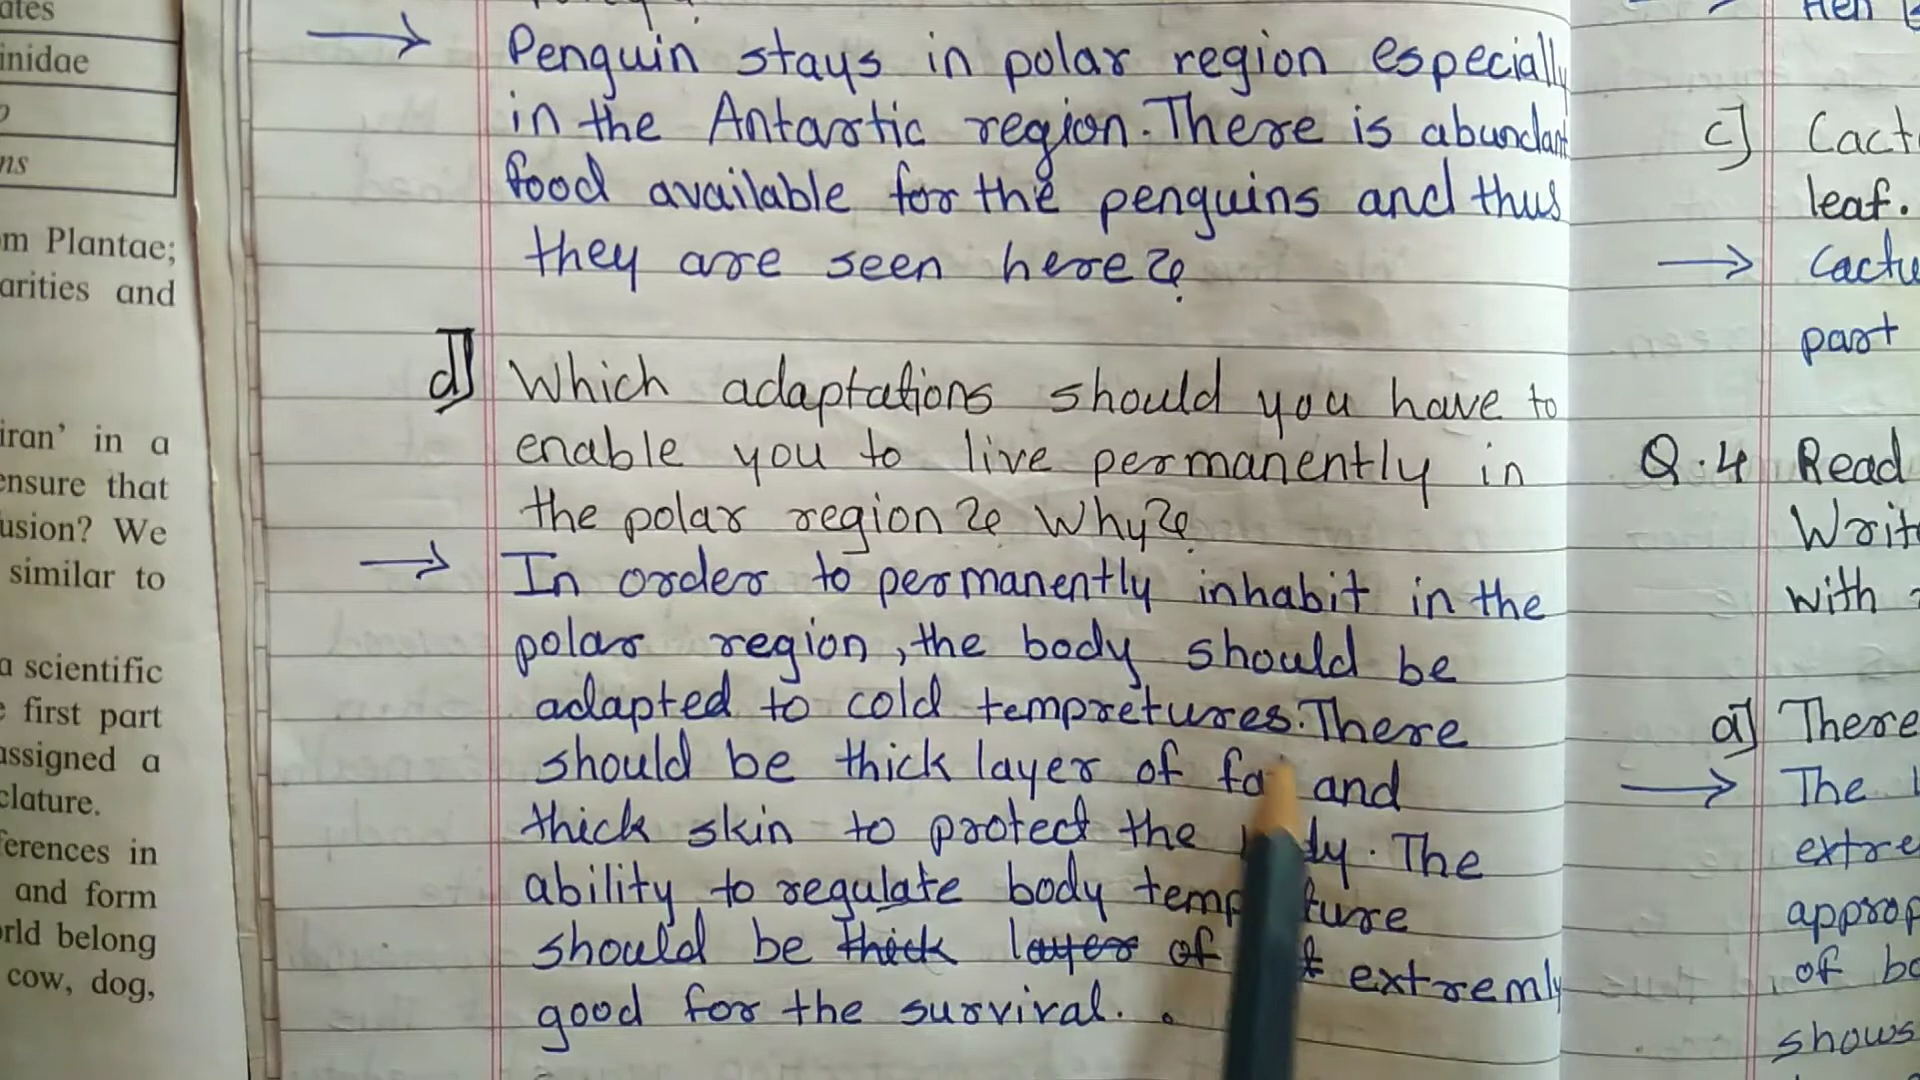 ates
inidae
ns
m Plantae;
arities and
iran' in a
ensure that
usion? We
similar to
a scientific
first part
assigned a
clature.
ferences in
and form
orld belong
cow, dog,
Penguin stays in polar region especially
in the Antartic region. There is abundant
food available for the penguins and thus
they are seen here?
d] Which adaptations should you have to
enable you to live permanently in
the polar region? Why?
In order to permanently inhabit in the
polar region, the body should be
adapted to cold tempretures. There
should be thick layer of fa and
thick skin to protect the dy. The
ability to regulate body temp ture
should be thick layer of extremly
good for the survival.
Hen
c] Cact
leaf.
Cactu
part
Q.4 Read
Writ
with
a] There
The
extre
approp
of bo
shows